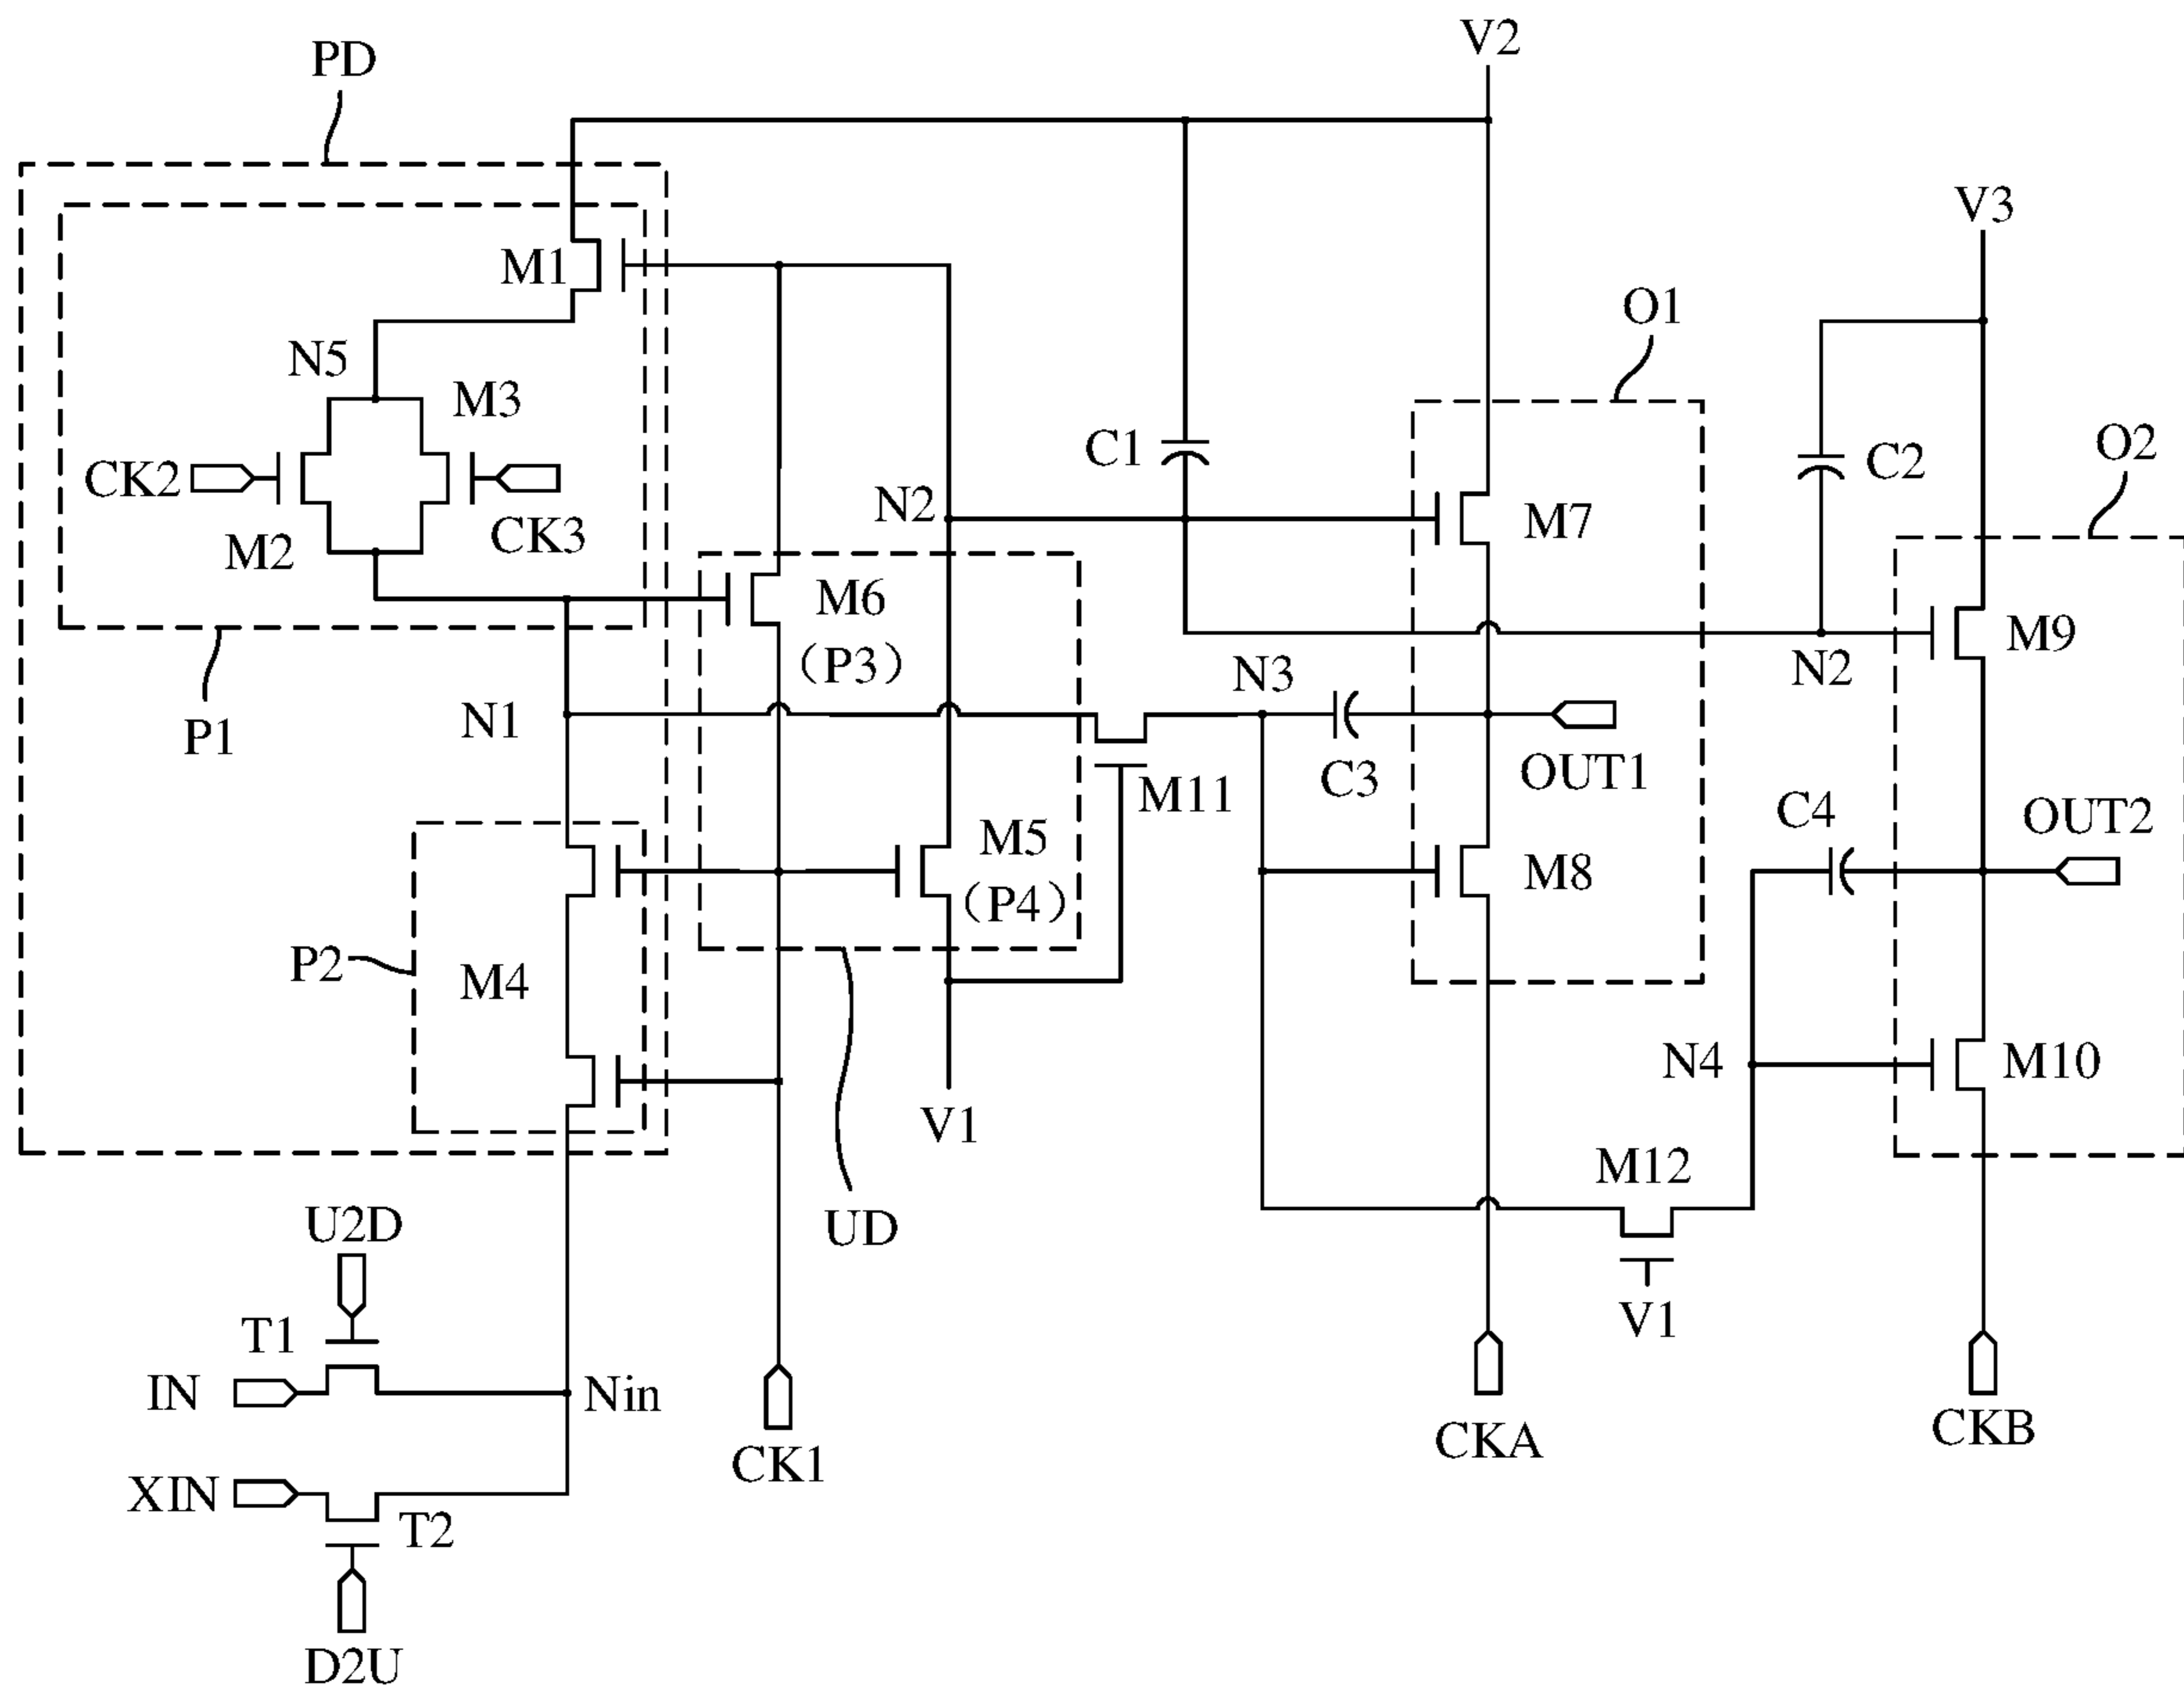 V2
PD
V3
M1
O1
N5
M3
C1
C2
O2
CK2
N2
M7
CK3
M2
M6
(P3)
M9
N2
N3
N1
P1
OUT1
C3
M11
C4
OUT2
M5
(P4)
M8
P2
M4
N4
M10
V1
M12
U2D
UD
T1
V1
IN
Nin
CKA
CKB
CK1
XIN
T2
D2U